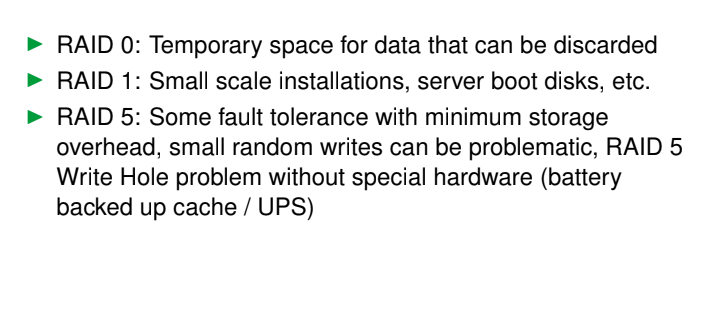 RAID 0: Temporary space for data that can be discarded
RAID 1: Small scale installations, server boot disks, etc.
RAID 5: Some fault tolerance with minimum storage
overhead, small random writes can be problematic, RAID 5
Write Hole problem without special hardware (battery
backed up cache / UPS)